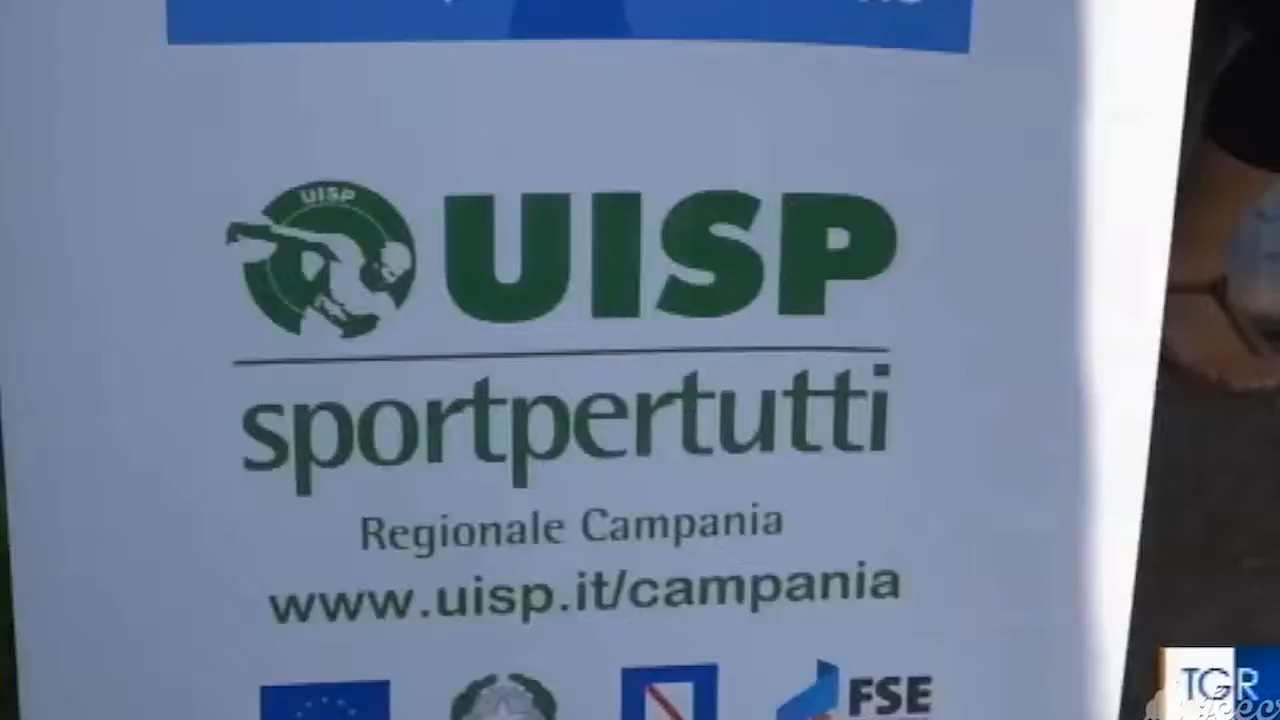 UISP
UISP
sportpertutti
Regionale Campania
www.uisp.it/campania
FSE
TGR